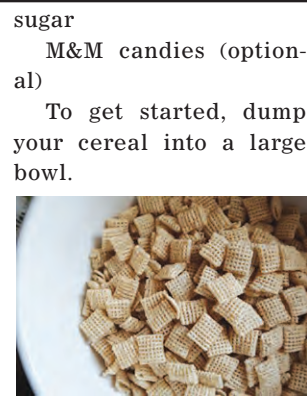 sugar
M&M candies (option-
al)
To get started, dump
your cereal into a large
bowl.